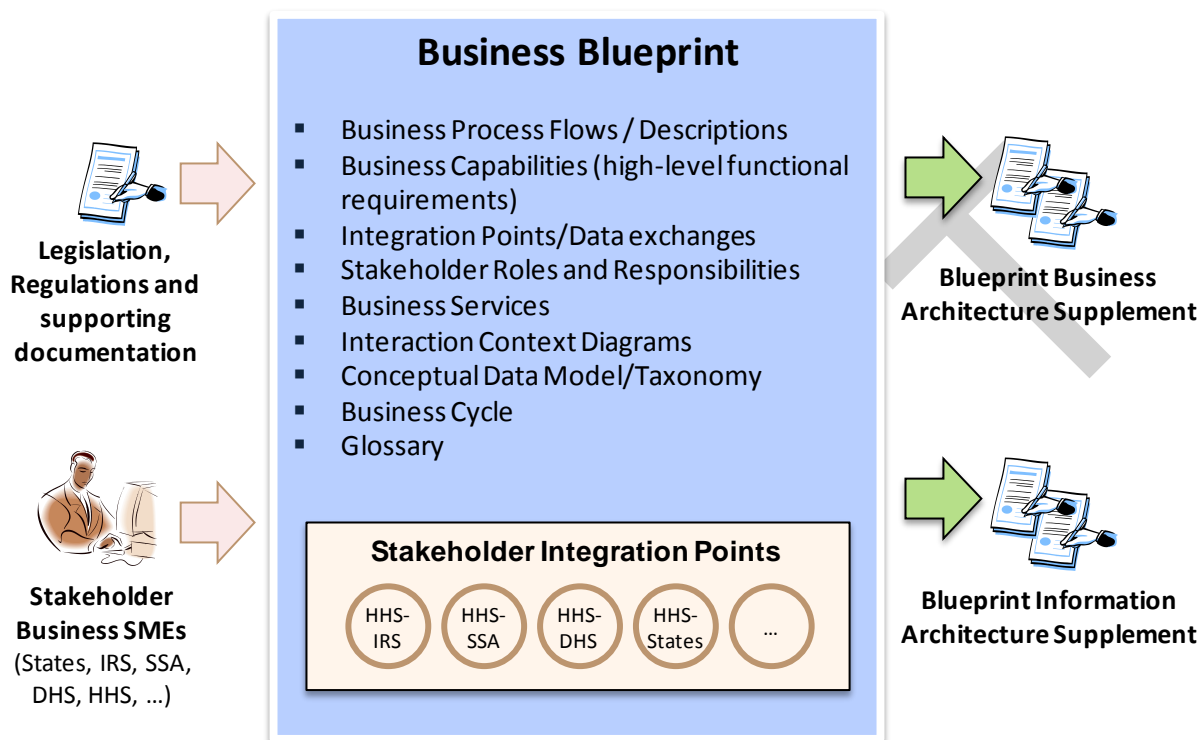 Business Blueprint
▪ Business Process Flows / Descriptions
▪ Business Capabilities (high-level functional
requirements)
▪ Integration Points/Data exchanges
▪ Stakeholder Roles and Responsibilities
▪ Business Services
▪ Interaction Context Diagrams
▪ Conceptual Data Model/Taxonomy
▪ Business Cycle
▪ Glossary
Legislation,
Regulations and
supporting
documentation
Stakeholder
Business SMEs
(States, IRS, SSA,
DHS, HHS, …)
Stakeholder Integration Points
HHS-
IRS
HHS-
SSA
HHS-
DHS
HHS-
States
…
Blueprint Business
Architecture Supplement
Blueprint Information
Architecture Supplement
T